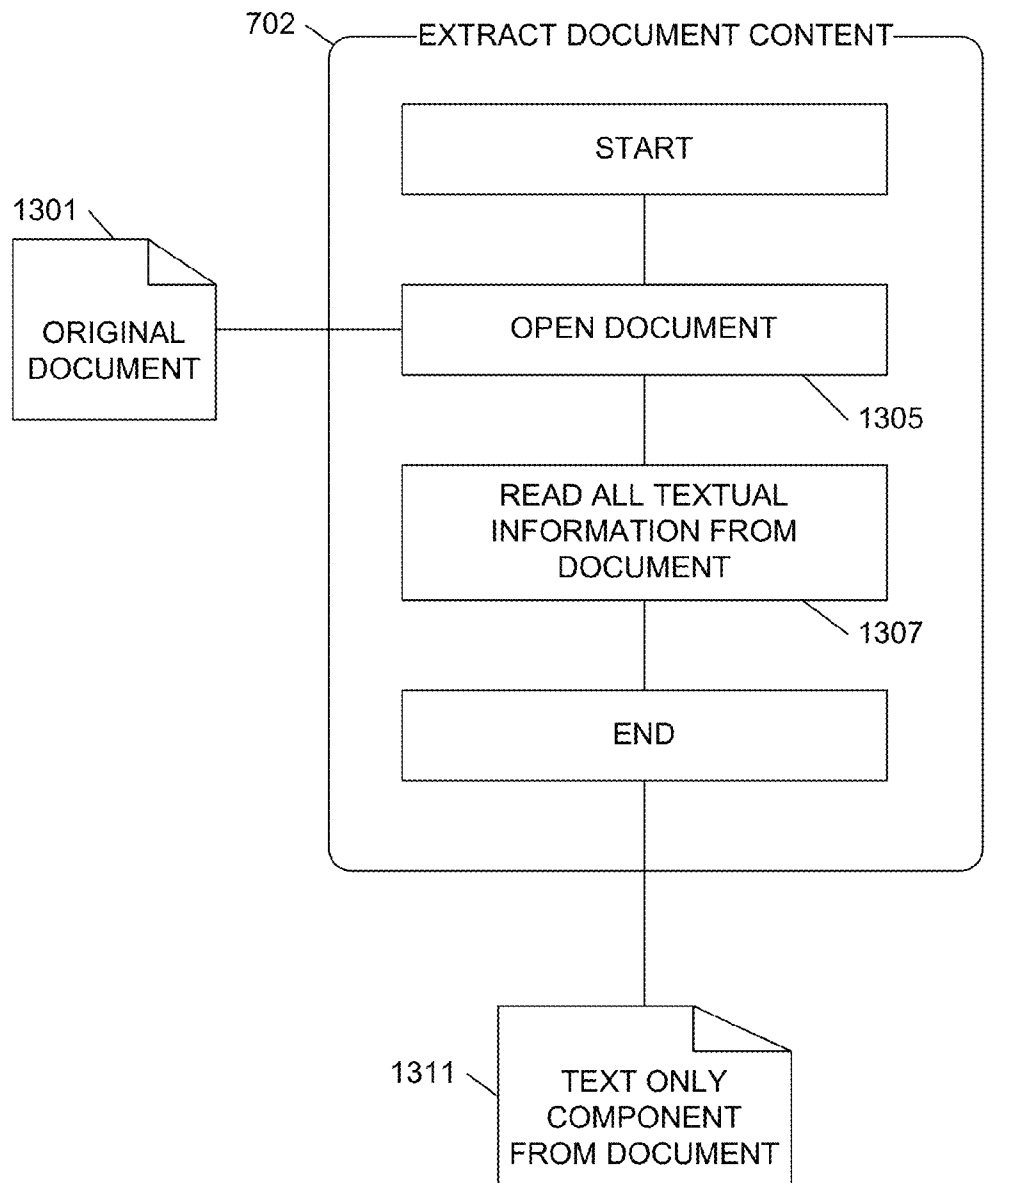 702
EXTRACT DOCUMENT CONTENT
START
1301
ORIGINAL
DOCUMENT
OPEN DOCUMENT
1305
READ ALL TEXTUAL
INFORMATION FROM
DOCUMENT
1307
END
1311
TEXT ONLY
COMPONENT
FROM DOCUMENT